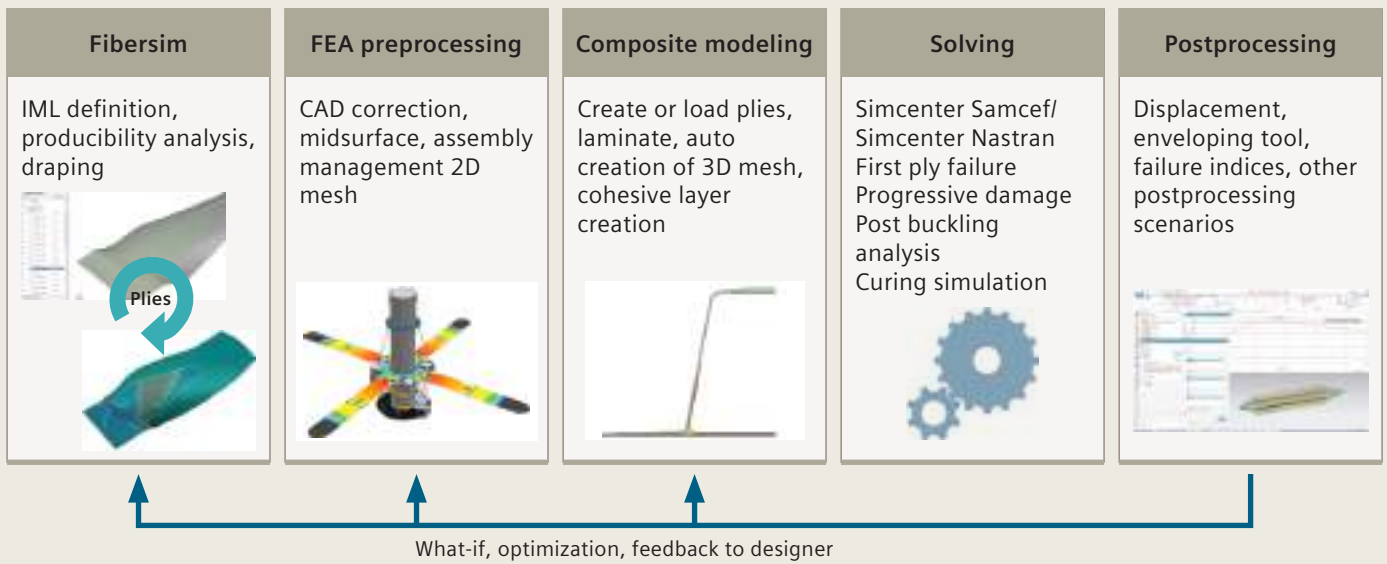 Fibersim
IML definition,
producibility analysis,
draping
Plies
FEA preprocessing
CAD correction,
midsurface, assembly
management 2D
mesh
Composite modeling
Create or load plies,
laminate, auto
creation of 3D mesh,
cohesive layer
creation
Solving
Simcenter Samcef/
Simcenter Nastran
First ply failure
Progressive damage
Post buckling
analysis
Curing simulation
Postprocessing
Displacement,
enveloping tool,
failure indices, other
postprocessing
scenarios
What-if, optimization, feedback to designer